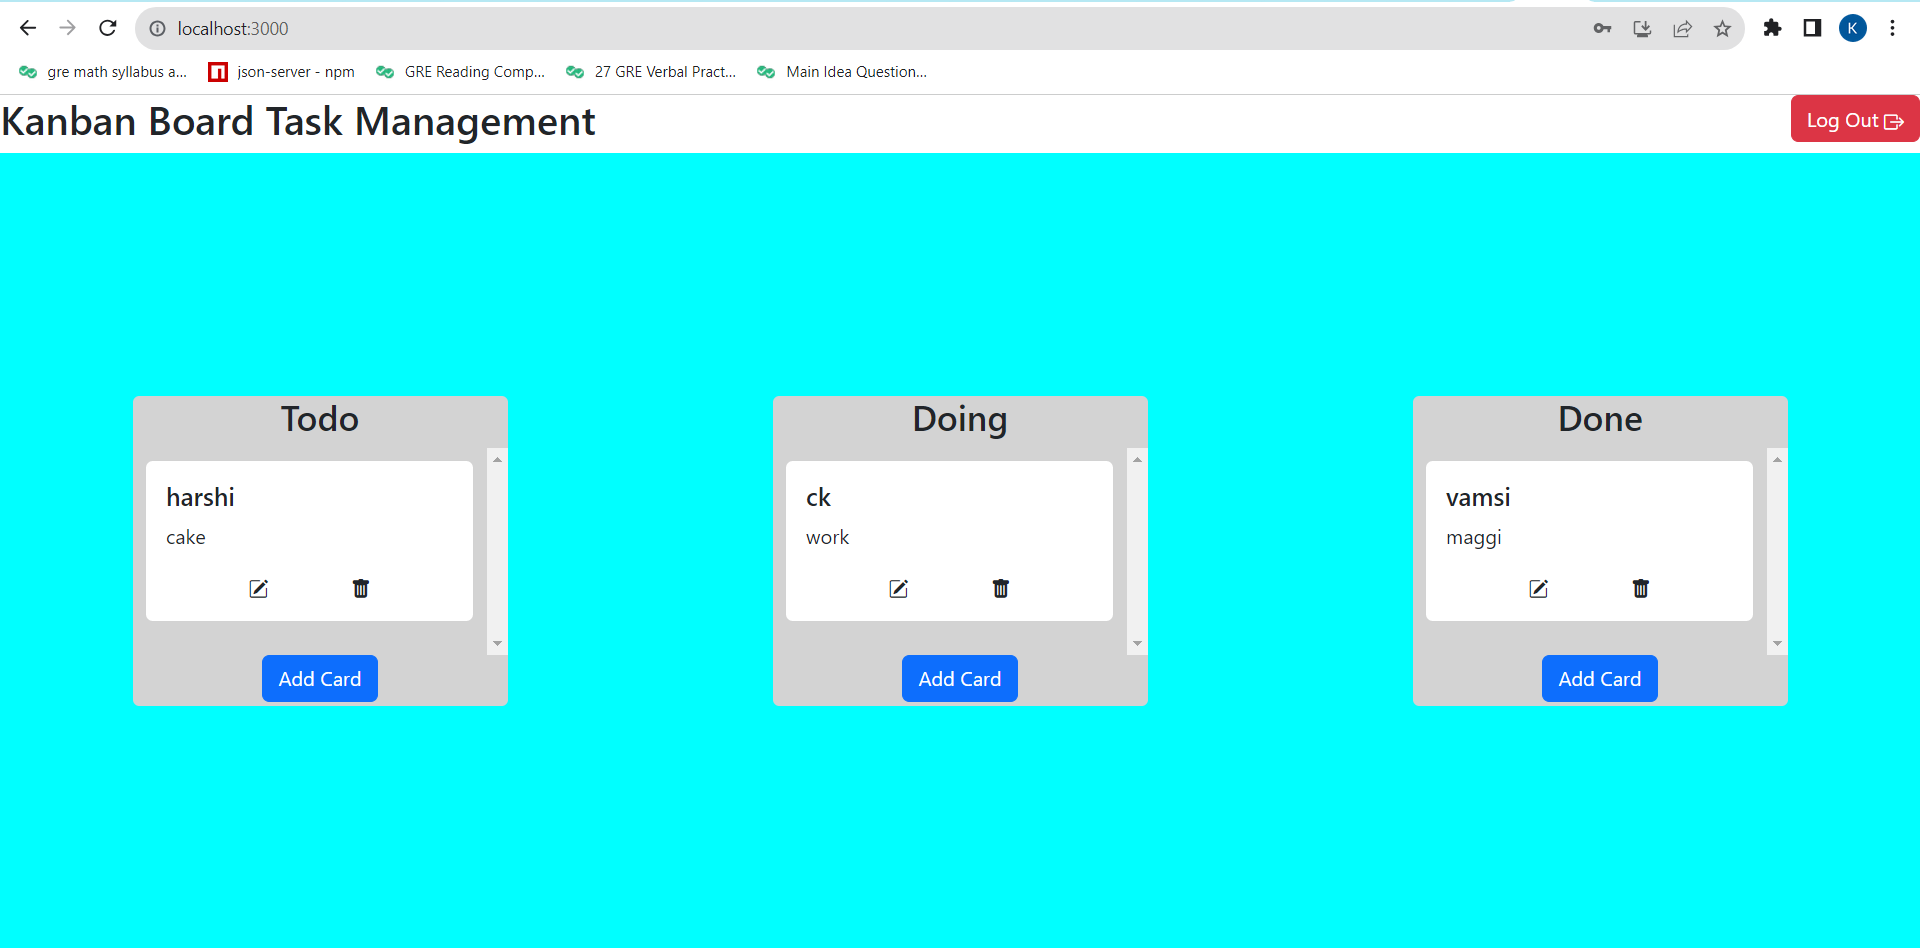 localhost:3000
K
gre math syllabus a...
json-server - npm
GRE Reading Comp...
27 GRE Verbal Pract...
Main Idea Question...
Kanban Board Task Management
Log Out
Todo
harshi
cake
Add Card
Doing
ck
work
Add Card
Done
vamsi
maggi
Add Card